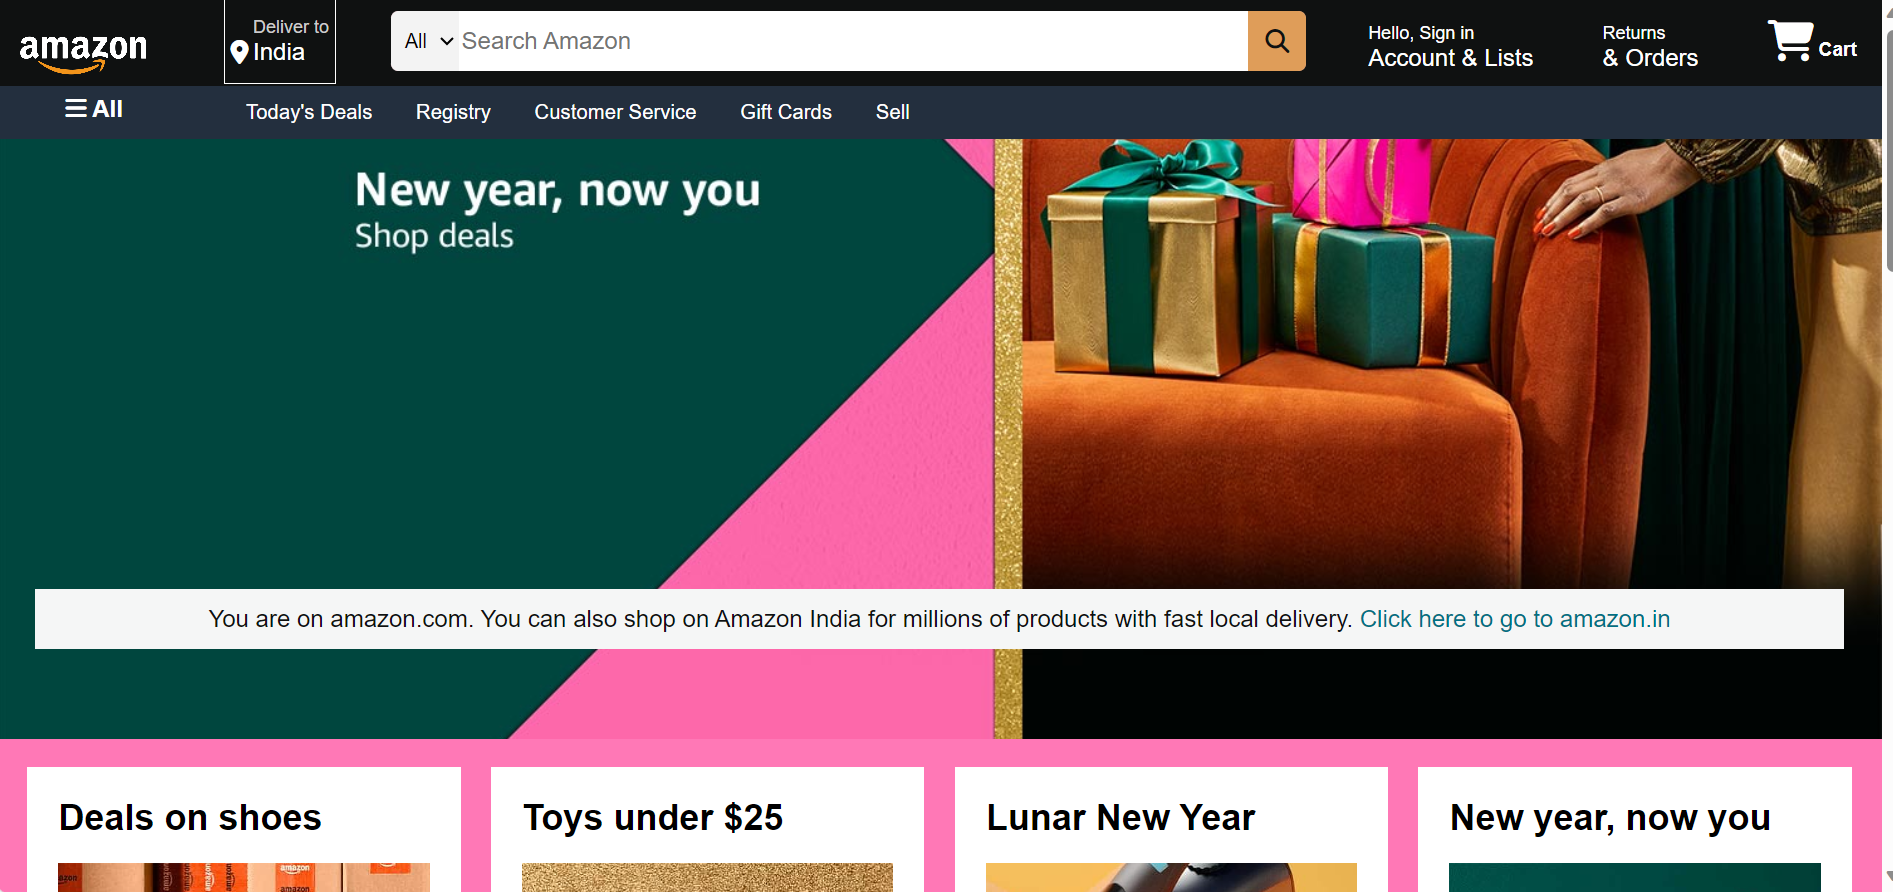 amazon
Deliver to
India
All
Search Amazon
Hello, Sign in
Account & Lists
Returns
& Orders
Cart
All
Today's Deals
Registry
Customer Service
Gift Cards
Sell
New year, now you
Shop deals
You are on amazon.com. You can also shop on Amazon India for millions of products with fast local delivery. Click here to go to amazon.in
Deals on shoes
Toys under $25
Lunar New Year
New year, now you
amazon
amazon
amazon